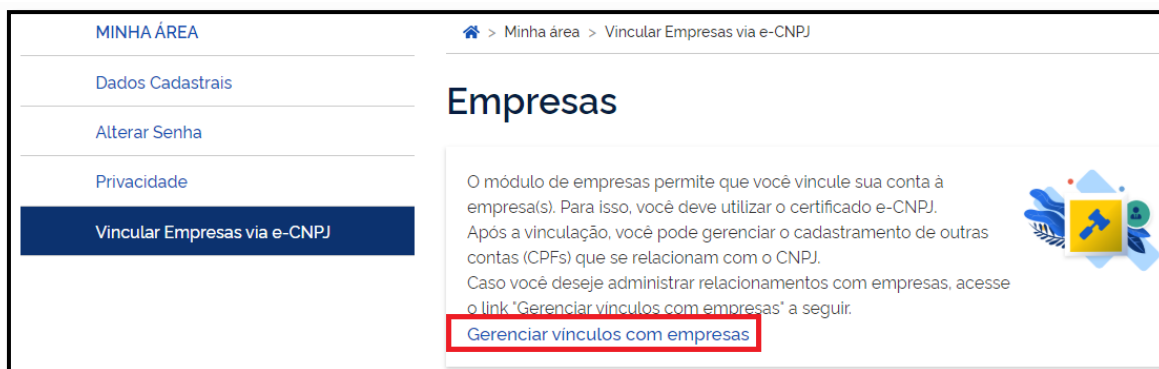 MINHA ÁREA
Dados Cadastrais
Alterar Senha
Privacidade
Vincular Empresas via e-CNPJ
> Minha área > Vincular Empresas via e-CNPJ
Empresas
O módulo de empresas permite que você vincule sua conta à
empresa(s). Para isso, você deve utilizar o certificado e-CNPJ.
Após a vinculação, você pode gerenciar o cadastramento de outras
contas (CPFs) que se relacionam com o CNPJ.
Caso você deseje administrar relacionamentos com empresas, acesse
o link "Gerenciar vínculos com empresas" a seguir.
Gerenciar vínculos com empresas